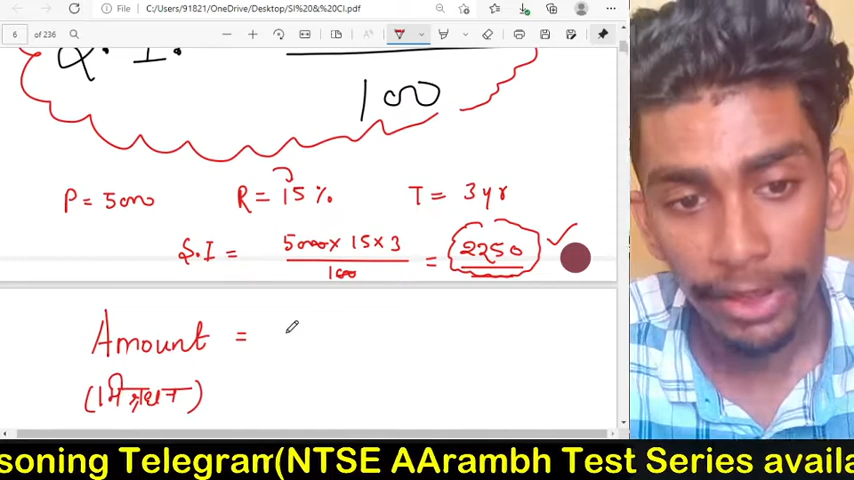 File
C:/Users/91821/OneDrive/Desktop/SI%20&%20CI.pdf
6 of 236
S. I.
100
P = 5000 R = 15 % T = 3 yr
S.I = 5000 × 15 × 3 / 100 = 2250
Amount =
(मिश्रधन)
soning Telegram(NTSE AArambh Test Series availa